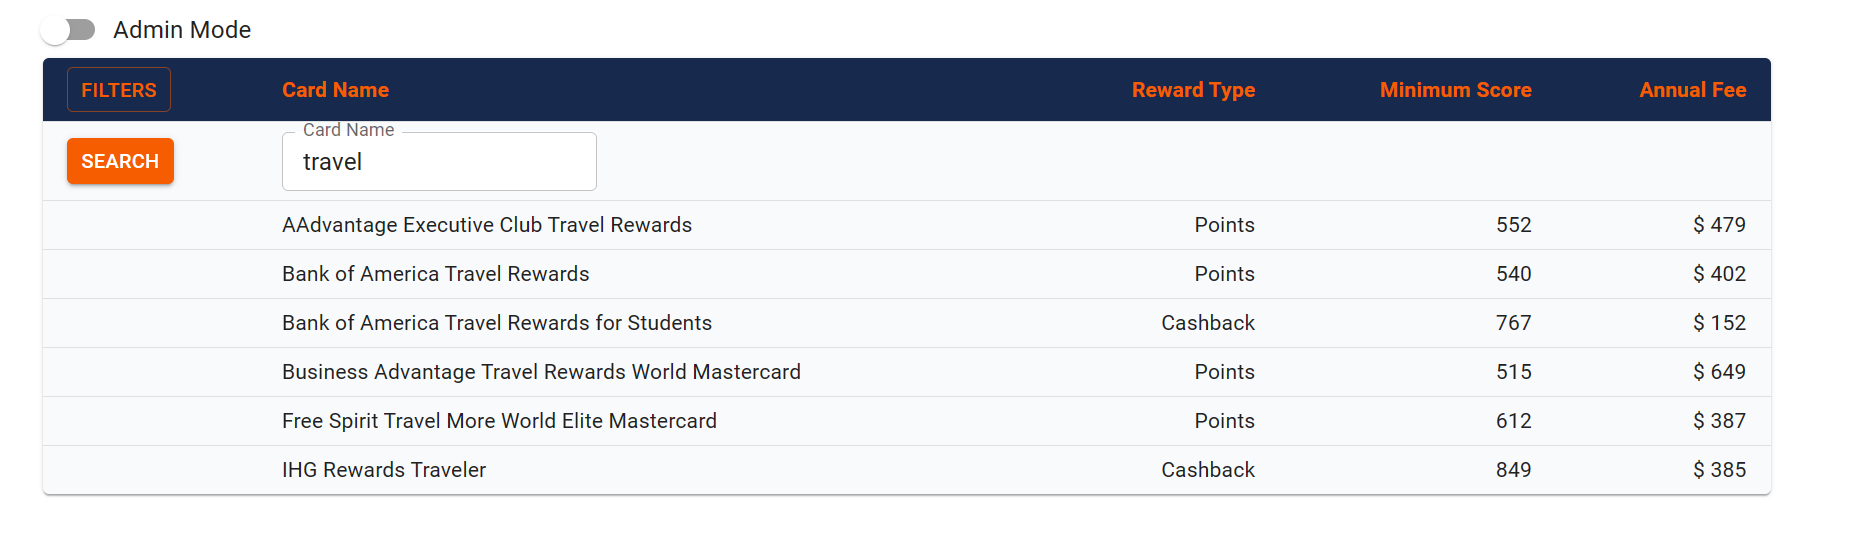 Admin Mode
FILTERS Card Name Reward Type Minimum Score Annual Fee
Card Name
SEARCH travel
AAdvantage Executive Club Travel Rewards Points 552 $ 479
Bank of America Travel Rewards Points 540 $ 402
Bank of America Travel Rewards for Students Cashback 767 $ 152
Business Advantage Travel Rewards World Mastercard Points 515 $ 649
Free Spirit Travel More World Elite Mastercard Points 612 $ 387
IHG Rewards Traveler Cashback 849 $ 385